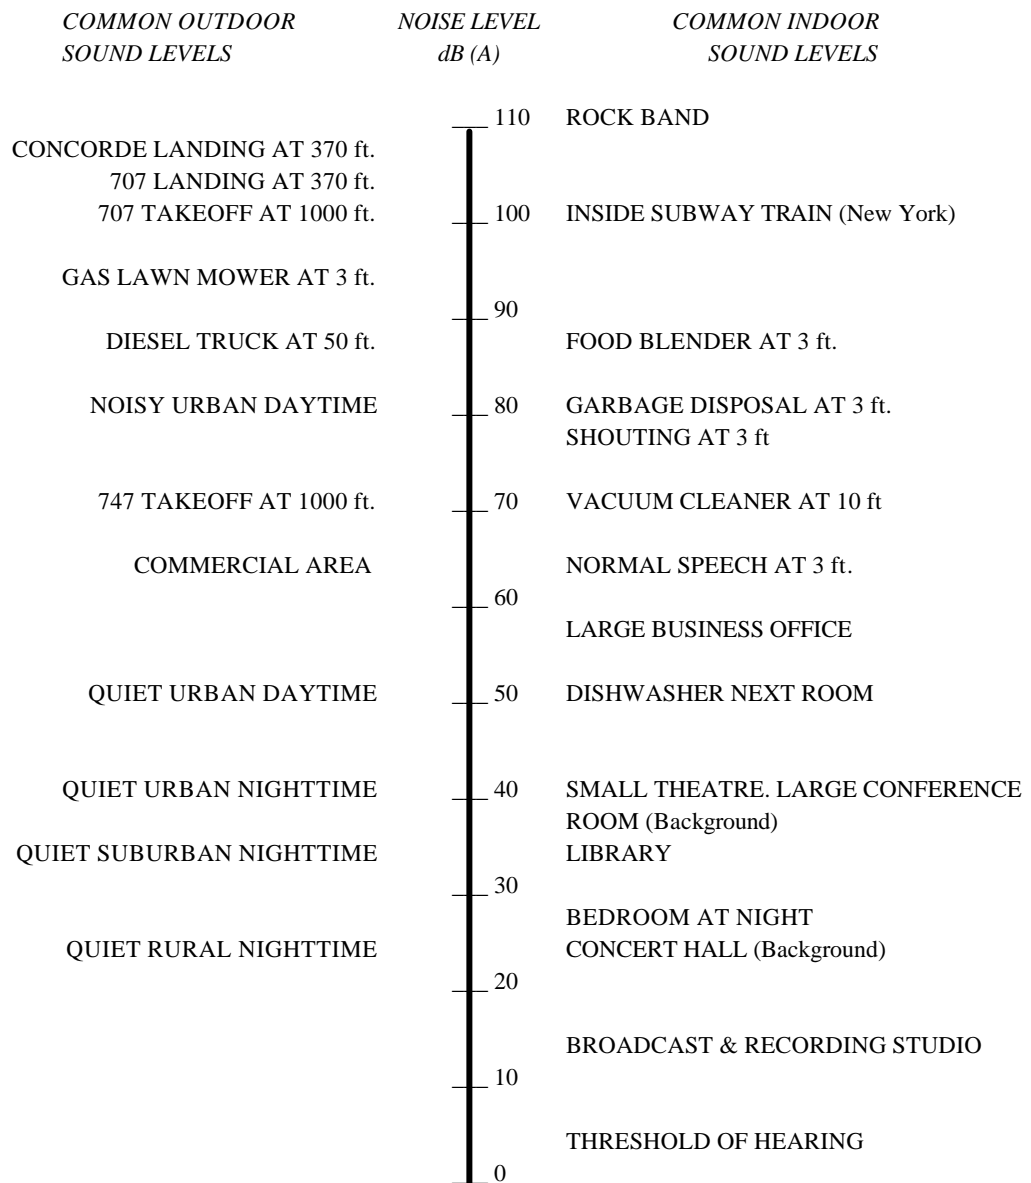 COMMON OUTDOOR NOISE LEVEL COMMON INDOOR
SOUND LEVELS dB (A) SOUND LEVELS
110 ROCK BAND
CONCORDE LANDING AT 370 ft.
707 LANDING AT 370 ft.
707 TAKEOFF AT 1000 ft. 100 INSIDE SUBWAY TRAIN (New York)
GAS LAWN MOWER AT 3 ft.
90
DIESEL TRUCK AT 50 ft. FOOD BLENDER AT 3 ft.
NOISY URBAN DAYTIME 80 GARBAGE DISPOSAL AT 3 ft.
SHOUTING AT 3 ft
747 TAKEOFF AT 1000 ft. 70 VACUUM CLEANER AT 10 ft
COMMERCIAL AREA NORMAL SPEECH AT 3 ft.
60
LARGE BUSINESS OFFICE
QUIET URBAN DAYTIME 50 DISHWASHER NEXT ROOM
QUIET URBAN NIGHTTIME 40 SMALL THEATRE. LARGE CONFERENCE
ROOM (Background)
QUIET SUBURBAN NIGHTTIME LIBRARY
30
BEDROOM AT NIGHT
QUIET RURAL NIGHTTIME CONCERT HALL (Background)
20
BROADCAST & RECORDING STUDIO
10
THRESHOLD OF HEARING
0